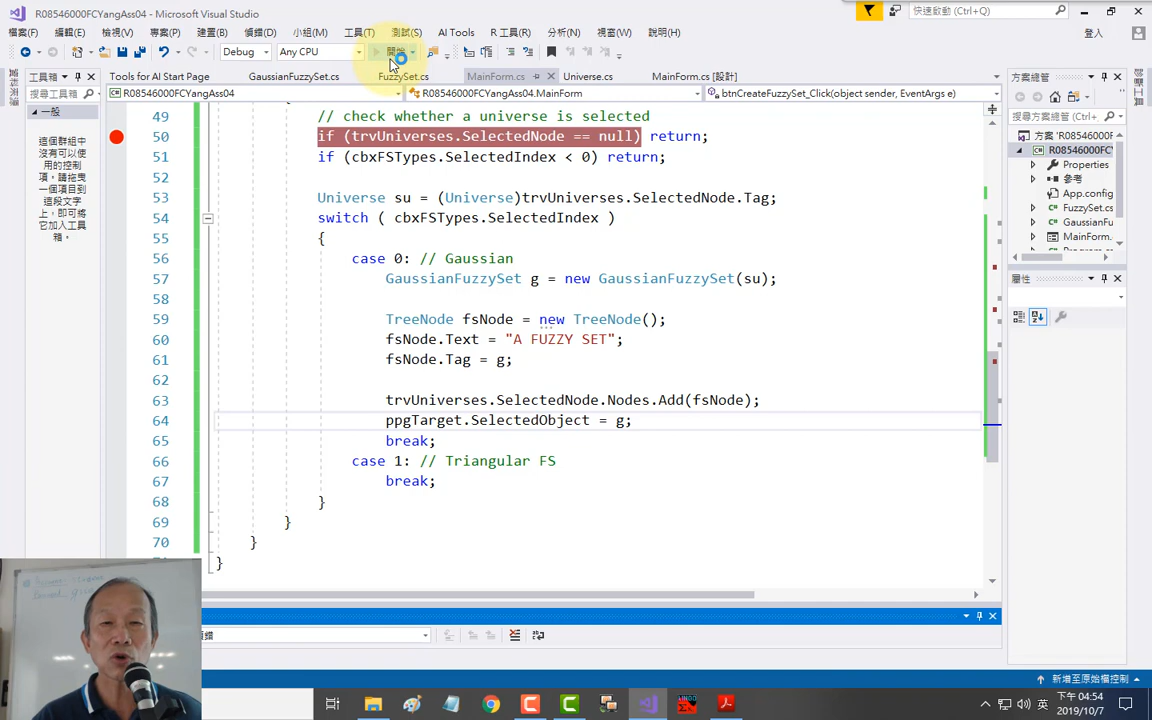 R08546000FCYangAss04 - Microsoft Visual Studio
快速啟動 (Ctrl+Q)
檔案(F) 編輯(E) 檢視(V) 專案(P) 建置(B) 偵錯(D) 小組(M) 工具(T) 測試(S) AI Tools R 工具(R) 分析(N) 視窗(W) 說明(H)
登入
Debug Any CPU 開始
工具箱
Tools for AI Start Page GaussianFuzzySet.cs FuzzySet.cs MainForm.cs Universe.cs MainForm.cs [設計]
方案總管
搜尋工具箱
R08546000FCYangAss04 R08546000FCYangAss04.MainForm btnCreateFuzzySet_Click(object sender, EventArgs e)
一般
這個群組中沒有可以使用的控制項，請拖曳一個項目到這段文字上，即可將它加入工具箱。
49 // check whether a universe is selected
50 if (trvUniverses.SelectedNode == null) return;
51 if (cbxFSTypes.SelectedIndex < 0) return;
52
53 Universe su = (Universe)trvUniverses.SelectedNode.Tag;
54 switch ( cbxFSTypes.SelectedIndex )
55 {
56 case 0: // Gaussian
57 GaussianFuzzySet g = new GaussianFuzzySet(su);
58
59 TreeNode fsNode = new TreeNode();
60 fsNode.Text = "A FUZZY SET";
61 fsNode.Tag = g;
62
63 trvUniverses.SelectedNode.Nodes.Add(fsNode);
64 ppgTarget.SelectedObject = g;
65 break;
66 case 1: // Triangular FS
67 break;
68 }
69 }
70 }
}
搜尋方案總管 (Ctrl+
方案 'R0854600
R08546000FC
Properties
參考
App.config
FuzzySet.cs
GaussianFu
MainForm.
屬性
新增至原始檔控制
英
下午 04:54
2019/10/7